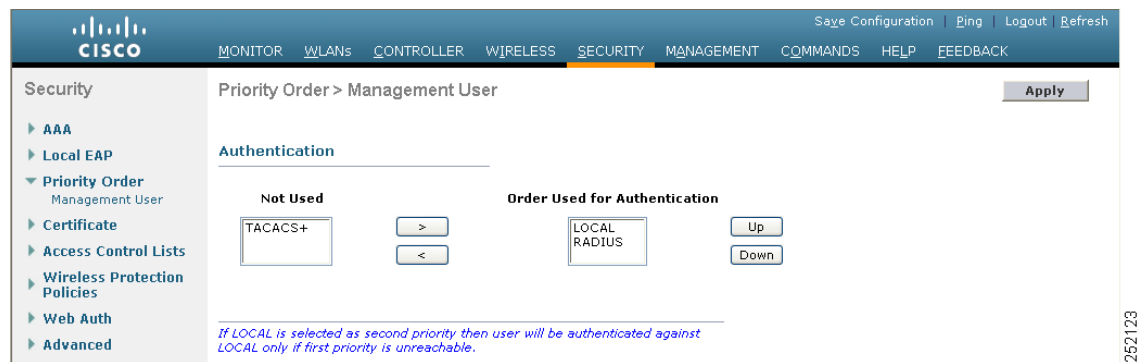 Save Configuration | Ping | Logout | Refresh
CISCO
MONITOR WLANs CONTROLLER WIRELESS SECURITY MANAGEMENT COMMANDS HELP FEEDBACK
Security
Priority Order > Management User
Apply
AAA
Local EAP
Priority Order
Management User
Certificate
Access Control Lists
Wireless Protection
Policies
Web Auth
Advanced
Authentication
Not Used
Order Used for Authentication
TACACS+
>
<
LOCAL
RADIUS
Up
Down
If LOCAL is selected as second priority then user will be authenticated against
LOCAL only if first priority is unreachable.
252123